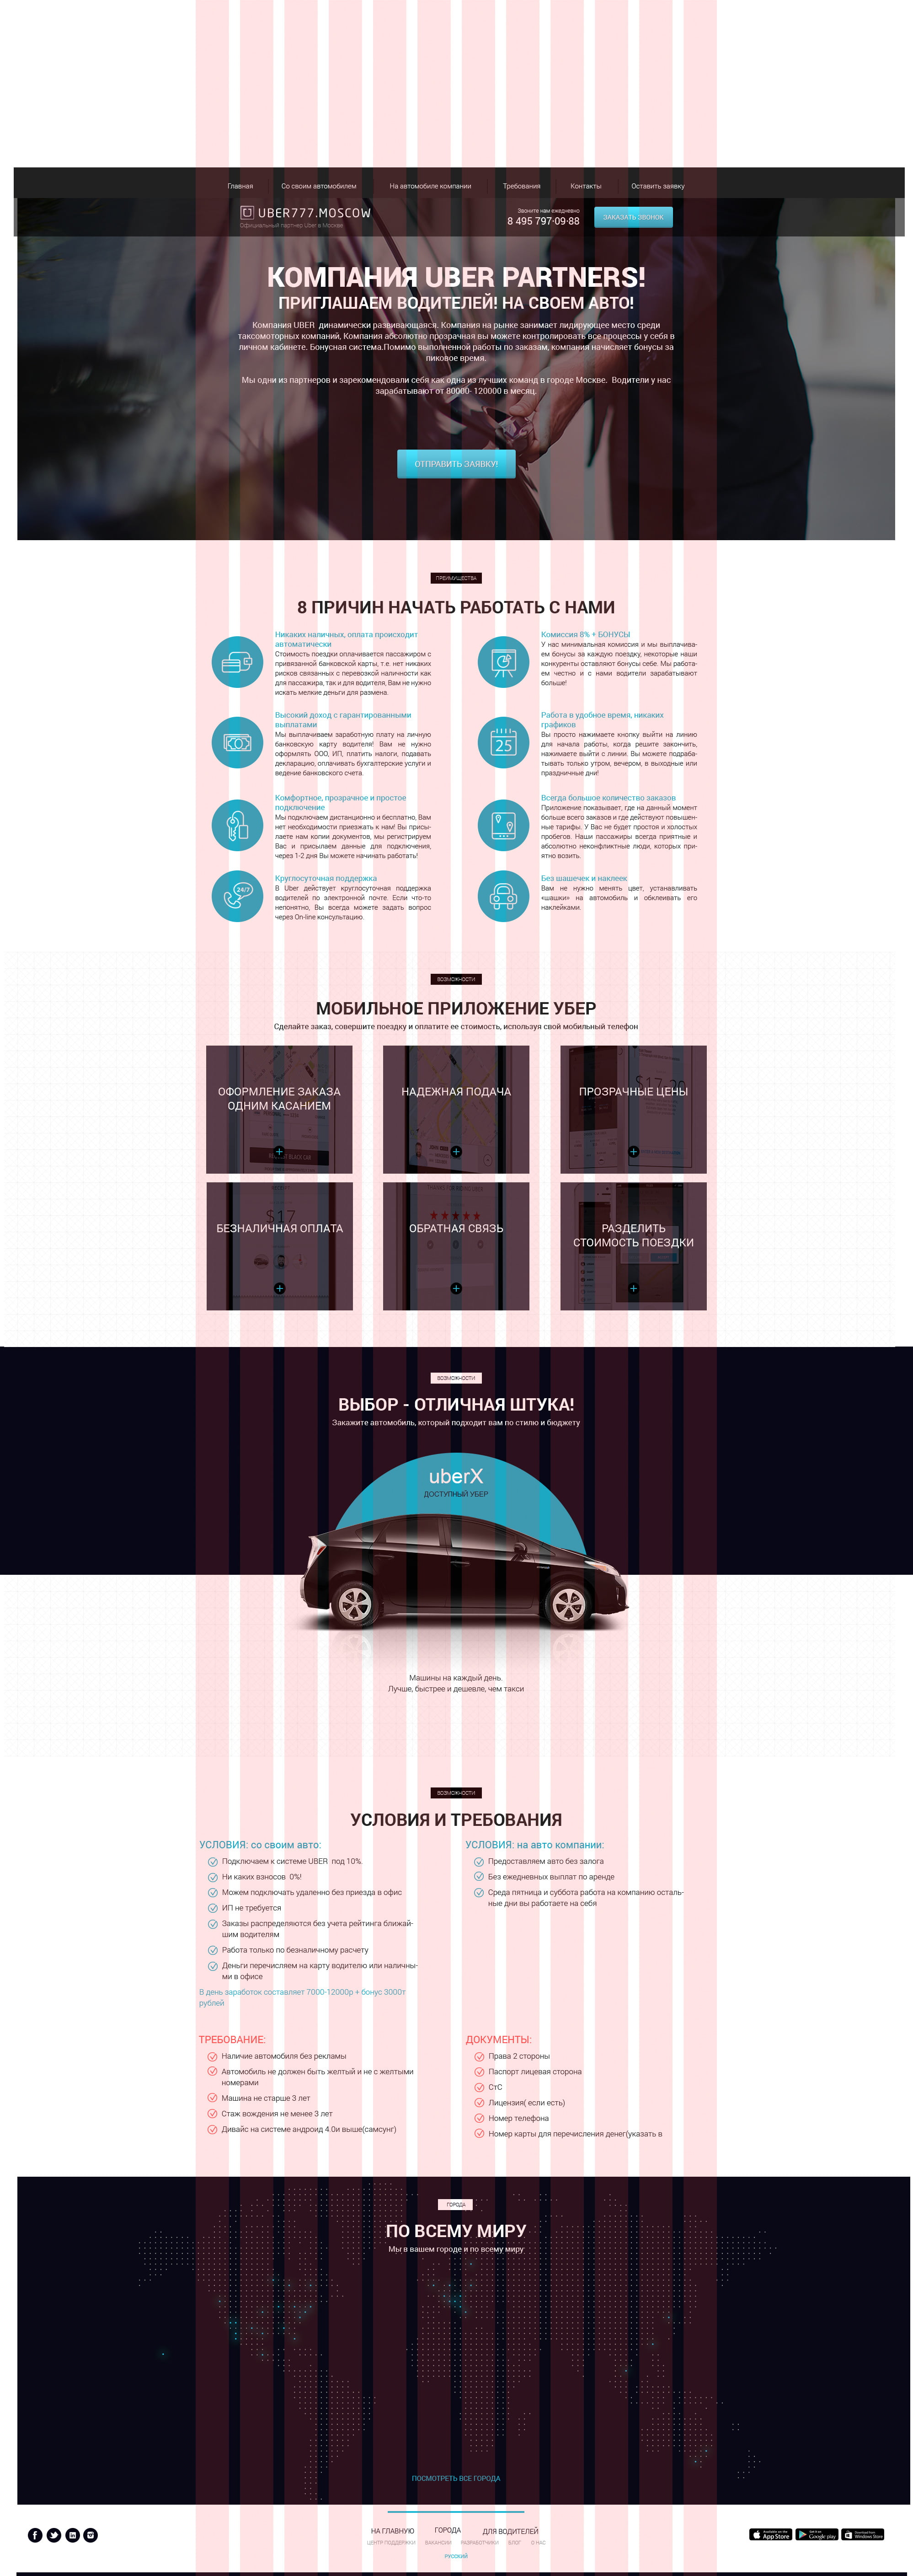 Главная Со своим автомобилем На автомобиле компании Требования Контакты Оставить заявку
UBER777.MOSCOW
Официальный партнер Uber в Москве
Звоните нам ежедневно
8 495 797-09-88
ЗАКАЗАТЬ ЗВОНОК
КОМПАНИЯ UBER PARTNERS!
ПРИГЛАШАЕМ ВОДИТЕЛЕЙ! НА СВОЕМ АВТО!
Компания UBER динамически развивающаяся. Компания на рынке занимает лидирующее место среди
таксомоторных компаний, Компания абсолютно прозрачная вы можете контролировать все процессы у себя в
личном кабинете. Бонусная система.Помимо выполненной работы по заказам, компания начисляет бонусы за
пиковое время.
Мы одни из партнеров и зарекомендовали себя как одна из лучших команд в городе Москве. Водители у нас
зарабатывают от 80000- 120000 в месяц.
ОТПРАВИТЬ ЗАЯВКУ!
ПРЕИМУЩЕСТВА
8 ПРИЧИН НАЧАТЬ РАБОТАТЬ С НАМИ
Никаких наличных, оплата происходит
автоматически
Стоимость поездки оплачивается пассажиром с
привязанной банковской карты, т.е. нет никаких
рисков связанных с перевозкой наличности как
для пассажира, так и для водителя, Вам не нужно
искать мелкие деньги для размена.
Комиссия 8% + БОНУСЫ
У нас минимальная комиссия и мы выплачива-
ем бонусы за каждую поездку, некоторые наши
конкуренты оставляют бонусы себе. Мы работа-
ем честно и с нами водители зарабатывают
больше!
Высокий доход с гарантированными
выплатами
Мы выплачиваем заработную плату на личную
банковскую карту водителя! Вам не нужно
оформлять ООО, ИП, платить налоги, подавать
декларацию, оплачивать бухгалтерские услуги и
ведение банковского счета.
25
Работа в удобное время, никаких
графиков
Вы просто нажимаете кнопку выйти на линию
для начала работы, когда решите закончить,
нажимаете выйти с линии. Вы можете подраба-
тывать только утром, вечером, в выходные или
праздничные дни!
Комфортное, прозрачное и простое
подключение
Мы подключаем дистанционно и бесплатно, Вам
нет необходимости приезжать к нам! Вы присы-
лаете нам копии документов, мы регистрируем
Вас и присылаем данные для подключения,
через 1-2 дня Вы можете начинать работать!
Всегда большое количество заказов
Приложение показывает, где на данный момент
больше всего заказов и где действуют повышен-
ные тарифы. У Вас не будет простоя и холостых
пробегов. Наши пассажиры всегда приятные и
абсолютно неконфликтные люди, которых при-
ятно возить.
24/7
Круглосуточная поддержка
В Uber действует круглосуточная поддержка
водителей по электронной почте. Если что-то
непонятно, Вы всегда можете задать вопрос
через On-line консультацию.
Без шашечек и наклеек
Вам не нужно менять цвет, устанавливать
«шашки» на автомобиль и обклеивать его
наклейками.
ВОЗМОЖНОСТИ
МОБИЛЬНОЕ ПРИЛОЖЕНИЕ УБЕР
Сделайте заказ, совершите поездку и оплатите ее стоимость, используя свой мобильный телефон
ОФОРМЛЕНИЕ ЗАКАЗА
ОДНИМ КАСАНИЕМ
НАДЕЖНАЯ ПОДАЧА
ПРОЗРАЧНЫЕ ЦЕНЫ
$17
БЕЗНАЛИЧНАЯ ОПЛАТА
ОБРАТНАЯ СВЯЗЬ
РАЗДЕЛИТЬ
СТОИМОСТЬ ПОЕЗДКИ
ВОЗМОЖНОСТИ
ВЫБОР - ОТЛИЧНАЯ ШТУКА!
Закажите автомобиль, который подходит вам по стилю и бюджету
uberX
ДОСТУПНЫЙ УБЕР
Машины на каждый день.
Лучше, быстрее и дешевле, чем такси
ВОЗМОЖНОСТИ
УСЛОВИЯ И ТРЕБОВАНИЯ
УСЛОВИЯ: со своим авто:
Подключаем к системе UBER под 10%.
Ни каких взносов 0%!
Можем подключать удаленно без приезда в офис
ИП не требуется
Заказы распределяются без учета рейтинга ближай-
шим водителям
Работа только по безналичному расчету
Деньги перечисляем на карту водителю или наличны-
ми в офисе
В день заработок составляет 7000-12000р + бонус 3000т
рублей
УСЛОВИЯ: на авто компании:
Предоставляем авто без залога
Без ежедневных выплат по аренде
Среда пятница и суббота работа на компанию осталь-
ные дни вы работаете на себя
ТРЕБОВАНИЕ:
Наличие автомобиля без рекламы
Автомобиль не должен быть желтый и не с желтыми
номерами
Машина не старше 3 лет
Стаж вождения не менее 3 лет
Дивайс на системе андроид 4.0и выше(самсунг)
ДОКУМЕНТЫ:
Права 2 стороны
Паспорт лицевая сторона
СтС
Лицензия( если есть)
Номер телефона
Номер карты для перечисления денег(указать в
ГОРОДА
ПО ВСЕМУ МИРУ
Мы в вашем городе и по всему миру
ПОСМОТРЕТЬ ВСЕ ГОРОДА
НА ГЛАВНУЮ ГОРОДА ДЛЯ ВОДИТЕЛЕЙ
ЦЕНТР ПОДДЕРЖКИ ВАКАНСИИ РАЗРАБОТЧИКИ БЛОГ О НАС
РУССКИЙ
App Store
Google play
Windows Store